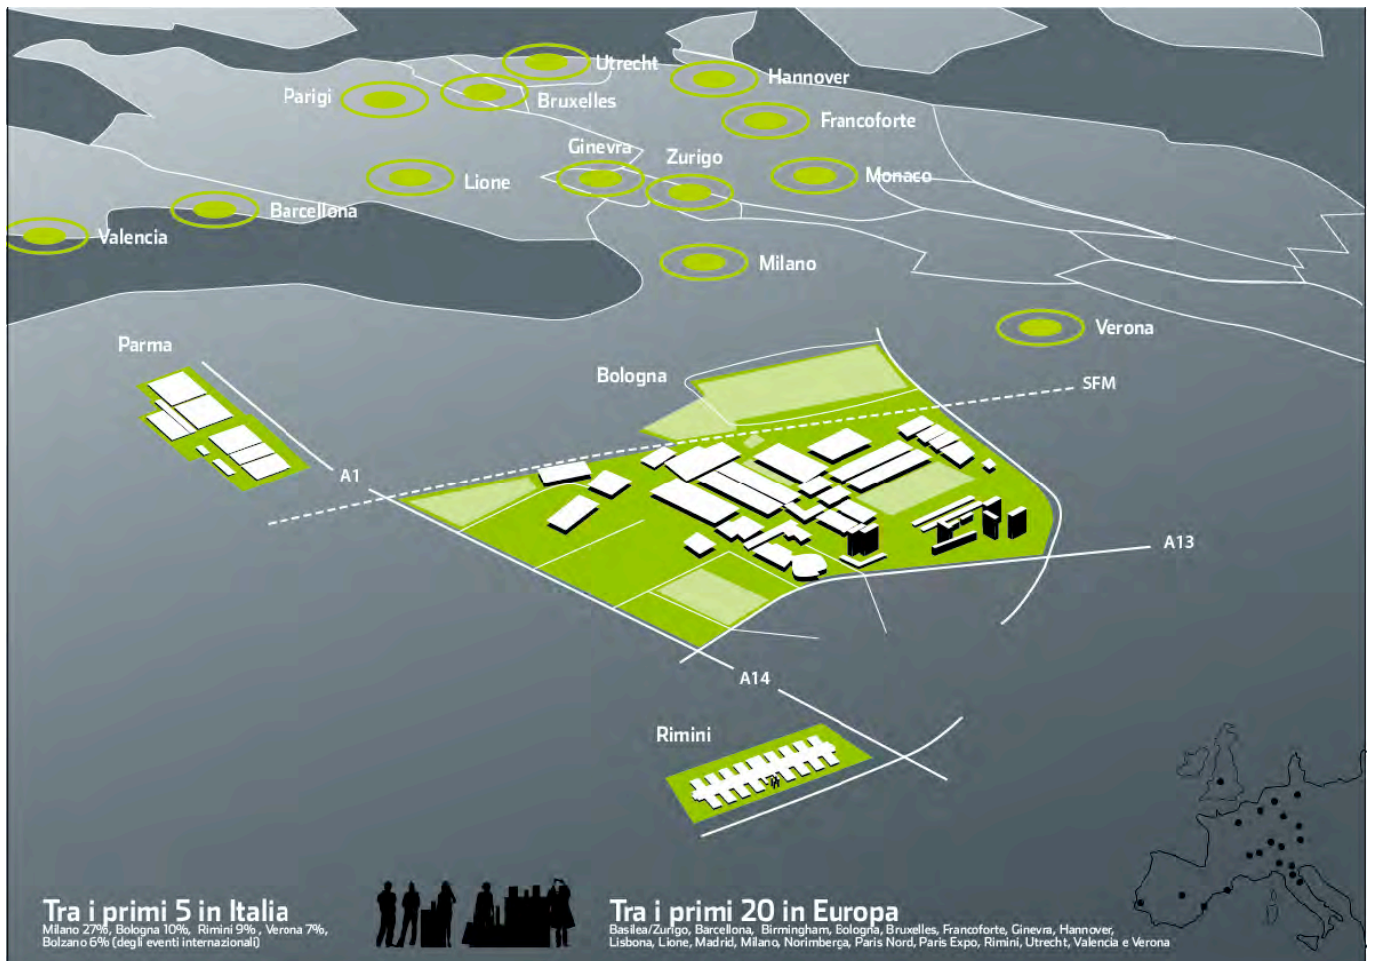 Utrecht
Hannover
Parigi
Bruxelles
Francoforte
Ginevra
Zurigo
Lione
Monaco
Barcellona
Valencia
Milano
Verona
Parma
Bologna
SFM
A1
A13
A14
Rimini
Tra i primi 5 in Italia
Milano 27%, Bologna 10%, Rimini 9% , Verona 7%,
Bolzano 6% (degli eventi internazionali)
Tra i primi 20 in Europa
Basilea/Zurigo, Barcellona, Birmingham, Bologna, Bruxelles, Francoforte, Ginevra, Hannover,
Lisbona, Lione, Madrid, Milano, Norimberga, Paris Nord, Paris Expo, Rimini, Utrecht, Valencia e Verona